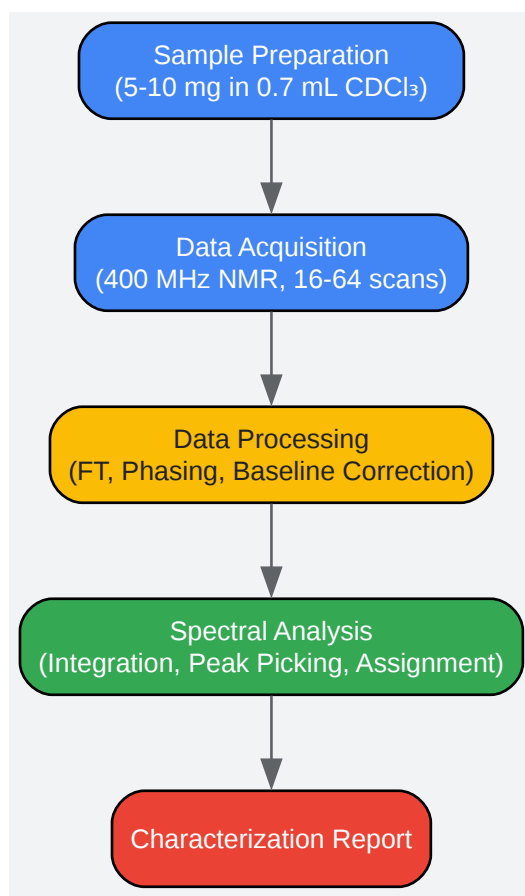 Sample Preparation
(5-10 mg in 0.7 mL CDCl₃)
Data Acquisition
(400 MHz NMR, 16-64 scans)
Data Processing
(FT, Phasing, Baseline Correction)
Spectral Analysis
(Integration, Peak Picking, Assignment)
Characterization Report